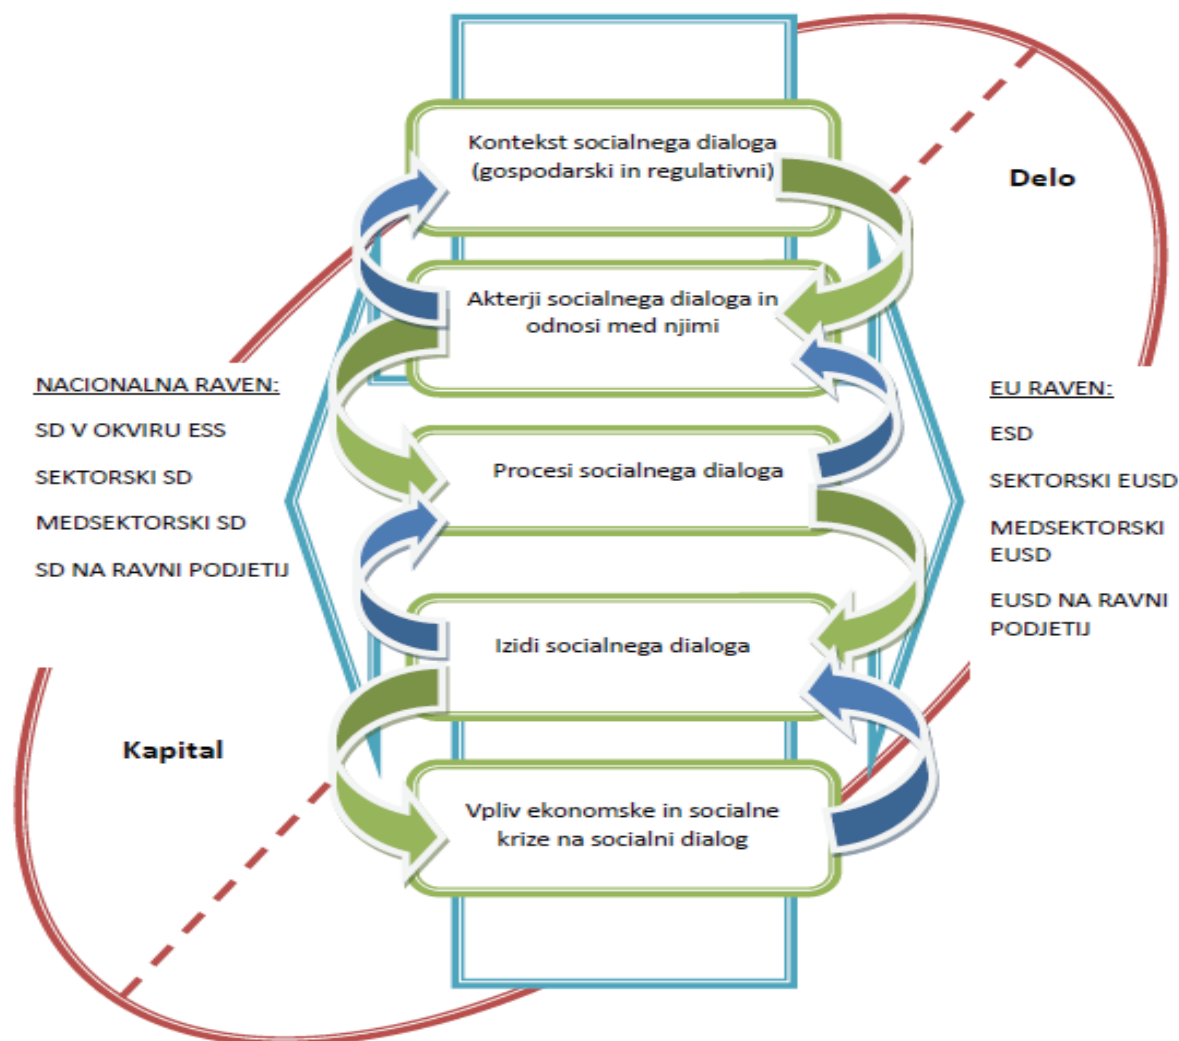 Kontekst socialnega dialoga
(gospodarski in regulativni)
Delo
Akterji socialnega dialoga in
odnosi med njimi
NACIONALNA RAVEN:
SD V OKVIRU ESS
SEKTORSKI SD
MEDSEKTORSKI SD
SD NA RAVNI PODJETIJ
Procesi socialnega dialoga
EU RAVEN:
ESD
SEKTORSKI EUSD
MEDSEKTORSKI
EUSD
EUSD NA RAVNI
PODJETIJ
Izidi socialnega dialoga
Kapital
Vpliv ekonomske in socialne
krize na socialni dialog